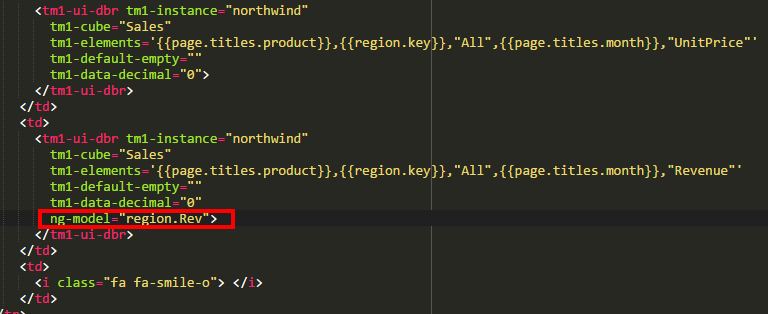 <tm1-ui-dbr tm1-instance="northwind"
tm1-cube="Sales"
tm1-elements='{{page.titles.product}},{{region.key}},"All",{{page.titles.month}},"UnitPrice"'
tm1-default-empty=""
tm1-data-decimal="0">
</tm1-ui-dbr>
</td>
<td>
<tm1-ui-dbr tm1-instance="northwind"
tm1-cube="Sales"
tm1-elements='{{page.titles.product}},{{region.key}},"All",{{page.titles.month}},"Revenue"'
tm1-default-empty=""
tm1-data-decimal="0"
ng-model="region.Rev">
</tm1-ui-dbr>
</td>
<td>
<i class="fa fa-smile-o"> </i>
</td>
</tr>